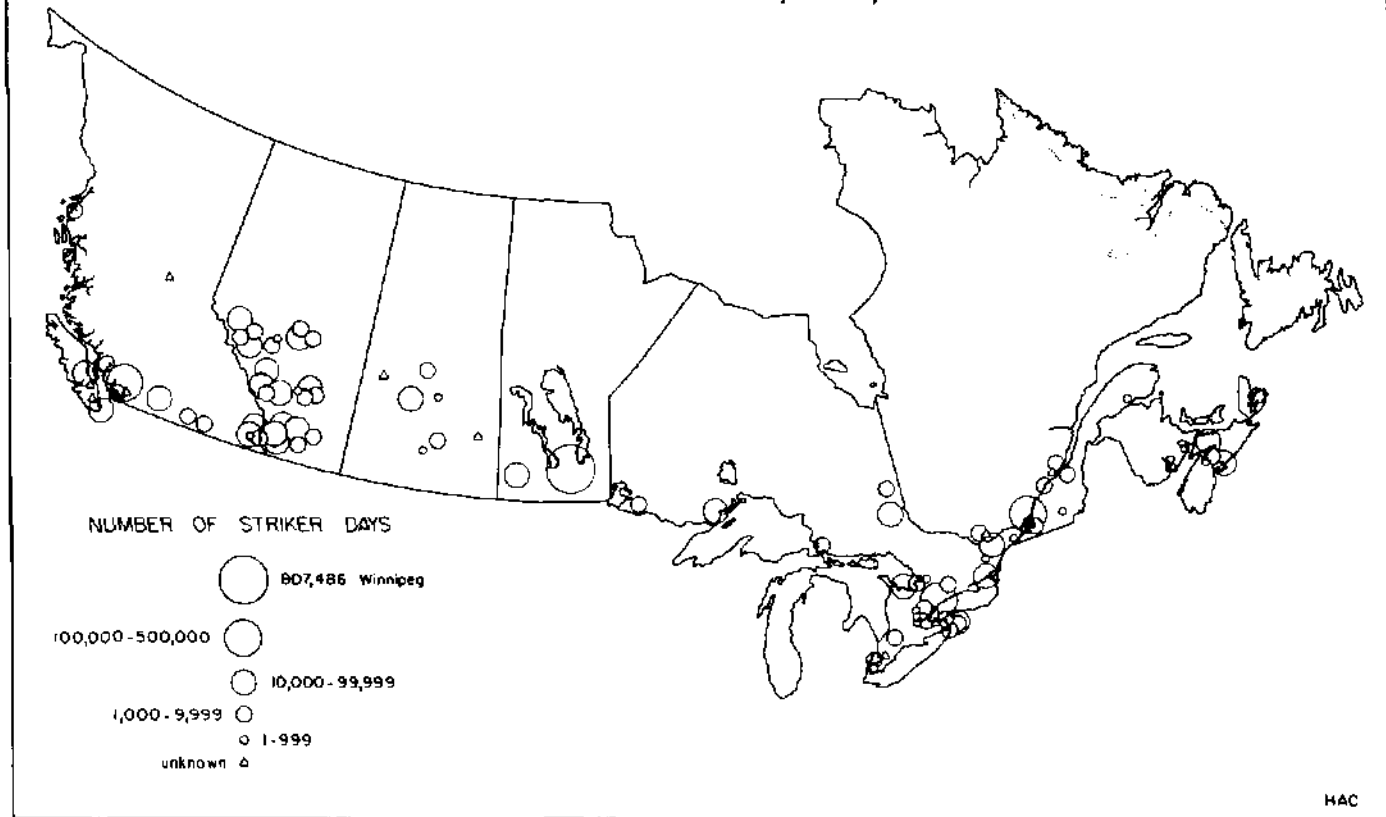 NUMBER OF STRIKER DAYS
807,486 Winnipeg
100,000-500,000
10,000-99,999
1,000-9,999
1-999
unknown
HAC